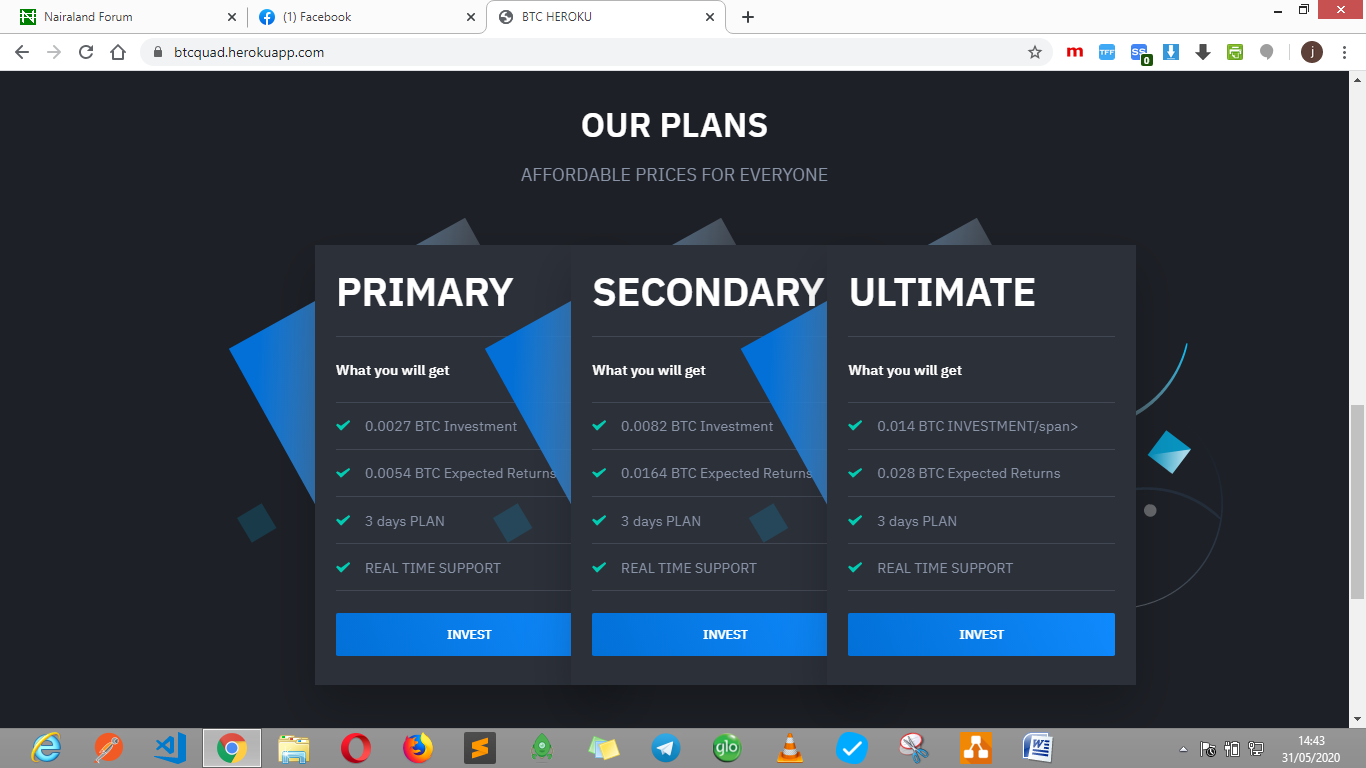 Nairaland Forum
(1) Facebook
BTC HEROKU
btcquad.herokuapp.com
m
TFF
SS
0
j
OUR PLANS
AFFORDABLE PRICES FOR EVERYONE
PRIMARY
What you will get
0.0027 BTC Investment
0.0054 BTC Expected Returns
3 days PLAN
REAL TIME SUPPORT
INVEST
SECONDARY
What you will get
0.0082 BTC Investment
0.0164 BTC Expected Returns
3 days PLAN
REAL TIME SUPPORT
INVEST
ULTIMATE
What you will get
0.014 BTC INVESTMENT/span>
0.028 BTC Expected Returns
3 days PLAN
REAL TIME SUPPORT
INVEST
glo
14:43
31/05/2020